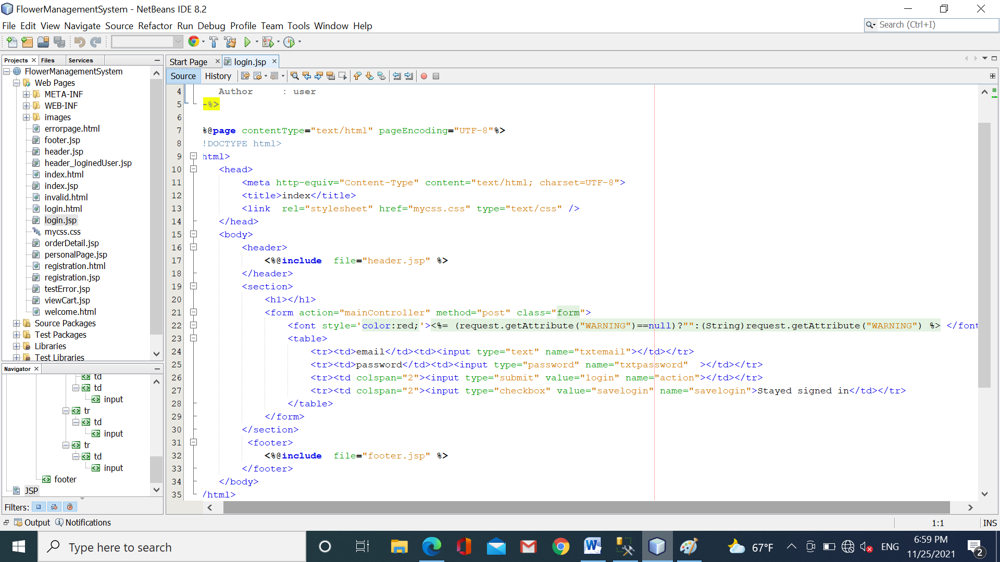 FlowerManagementSystem - NetBeans IDE 8.2
File Edit View Navigate Source Refactor Run Debug Profile Team Tools Window Help
Search (Ctrl+I)
Projects Files Services
FlowerManagementSystem
Web Pages
META-INF
WEB-INF
images
errorpage.html
footer.jsp
header.jsp
header_loginedUser.jsp
index.html
index.jsp
invalid.html
login.html
login.jsp
mycss.css
orderDetail.jsp
personalPage.jsp
registration.html
registration.jsp
testError.jsp
viewCart.jsp
welcome.html
Source Packages
Test Packages
Libraries
Test Libraries
Navigator
td
td
input
tr
td
input
tr
td
input
footer
JSP
Filters:
Start Page login.jsp
Source History
4 Author : user
5 -%>
6
7 %@page contentType="text/html" pageEncoding="UTF-8"%>
8 !DOCTYPE html>
9 html>
10 <head>
11 <meta http-equiv="Content-Type" content="text/html; charset=UTF-8">
12 <title>index</title>
13 <link  rel="stylesheet" href="mycss.css" type="text/css" />
14 </head>
15 <body>
16 <header>
17 <%@include  file="header.jsp" %>
18 </header>
19 <section>
20 <h1></h1>
21 <form action="mainController" method="post" class="form">
22 <font style='color:red;'><%= (request.getAttribute("WARNING")==null)?"":(String)request.getAttribute("WARNING") %> </font
23 <table>
24 <tr><td>email</td><td><input type="text" name="txtemail"></td></tr>
25 <tr><td>password</td><td><input type="password" name="txtpassword"  ></td></tr>
26 <tr><td colspan="2"><input type="submit" value="login" name="action"></td></tr>
27 <tr><td colspan="2"><input type="checkbox" value="savelogin" name="savelogin">Stayed signed in</td></tr>
28 </table>
29 </form>
30 </section>
31 <footer>
32 <%@include  file="footer.jsp" %>
33 </footer>
34 </body>
35 /html>
Output Notifications
1:1 INS
Type here to search
67°F
ENG
6:59 PM
11/25/2021
2